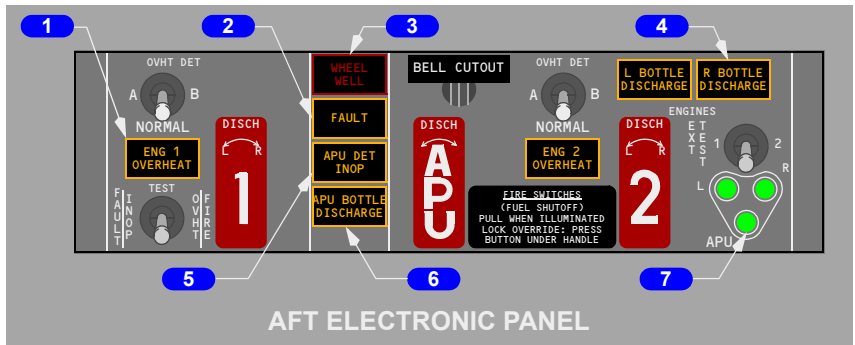 1
2
3
4
OVHT DET
A
B
NORMAL
ENG 1
OVERHEAT
TEST
FAULT
INOP
OVHT
FIRE
DISCH
L R
1
WHEEL
WELL
FAULT
APU DET
INOP
APU BOTTLE
DISCHARGE
BELL CUTOUT
DISCH
APU
OVHT DET
A
B
NORMAL
ENG 2
OVERHEAT
FIRE SWITCHES
(FUEL SHUTOFF)
PULL WHEN ILLUMINATED
LOCK OVERRIDE: PRESS
BUTTON UNDER HANDLE
DISCH
L R
2
L BOTTLE
DISCHARGE
R BOTTLE
DISCHARGE
ENGINES
EXT
TEST
1
2
L
R
APU
5
6
7
AFT ELECTRONIC PANEL